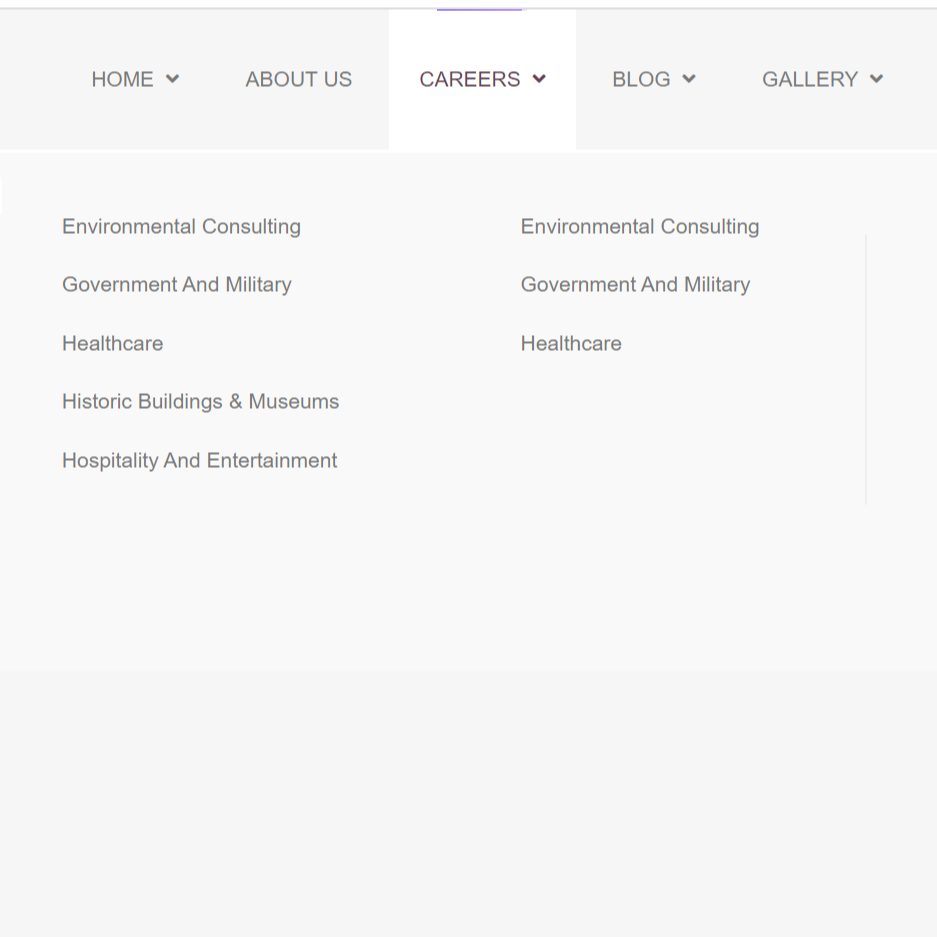 HOME ABOUT US CAREERS BLOG GALLERY
Environmental Consulting
Government And Military
Healthcare
Historic Buildings & Museums
Hospitality And Entertainment
Environmental Consulting
Government And Military
Healthcare